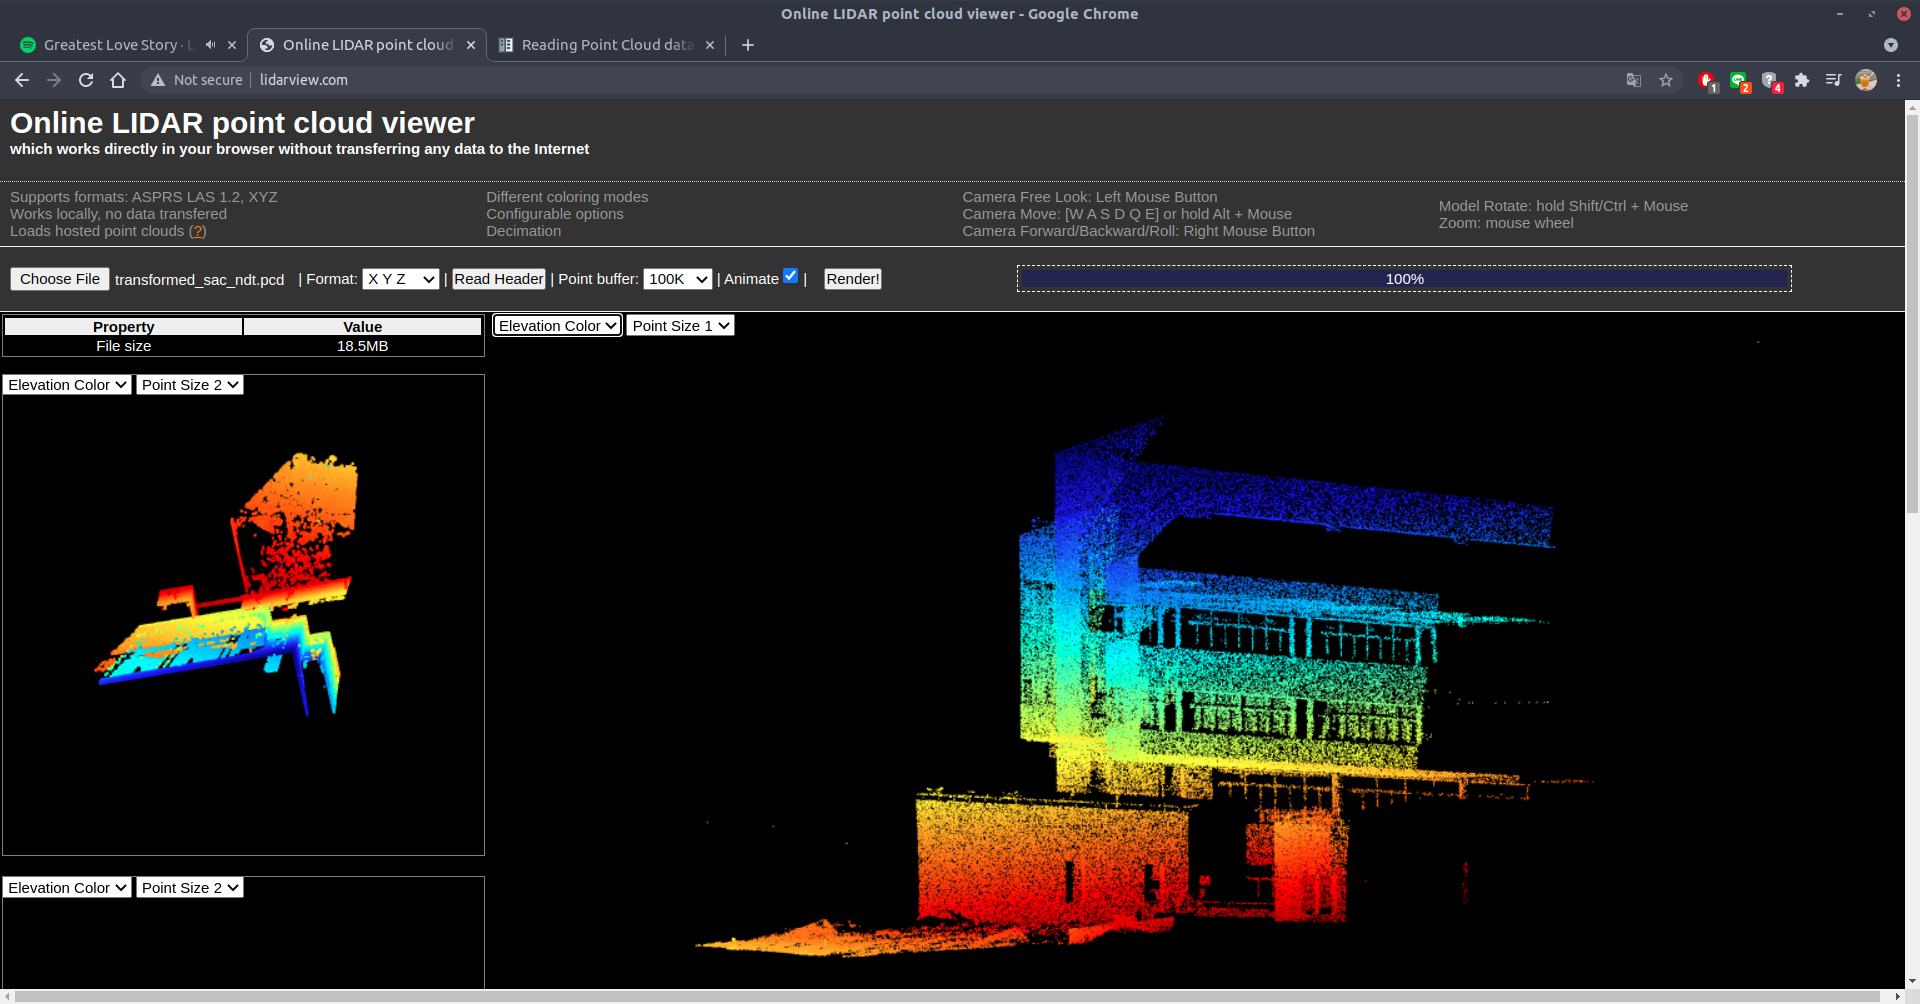 Online LIDAR point cloud viewer - Google Chrome
Greatest Love Story · L
Online LIDAR point cloud
Reading Point Cloud data
Not secure
lidarview.com
1
2
4
Online LIDAR point cloud viewer
which works directly in your browser without transferring any data to the Internet
Supports formats: ASPRS LAS 1.2, XYZ
Works locally, no data transfered
Loads hosted point clouds (?)
Different coloring modes
Configurable options
Decimation
Camera Free Look: Left Mouse Button
Camera Move: [W A S D Q E] or hold Alt + Mouse
Camera Forward/Backward/Roll: Right Mouse Button
Model Rotate: hold Shift/Ctrl + Mouse
Zoom: mouse wheel
Choose File transformed_sac_ndt.pcd | Format: X Y Z | Read Header | Point buffer: 100K | Animate | Render!
100%
Property Value
File size 18.5MB
Elevation Color Point Size 1
Elevation Color Point Size 2
Elevation Color Point Size 2